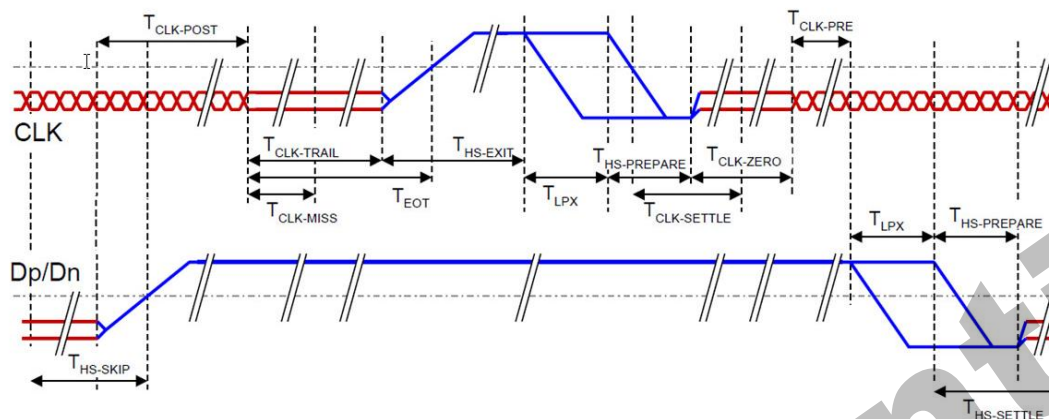 TCLK-POST
TCLK-PRE
CLK
TCLK-TRAIL
THS-EXIT
THS-PREPARE
TCLK-ZERO
TCLK-MISS
TEOT
TLPX
TCLK-SETTLE
TLPX
THS-PREPARE
Dp/Dn
THS-SKIP
THS-SETTLE